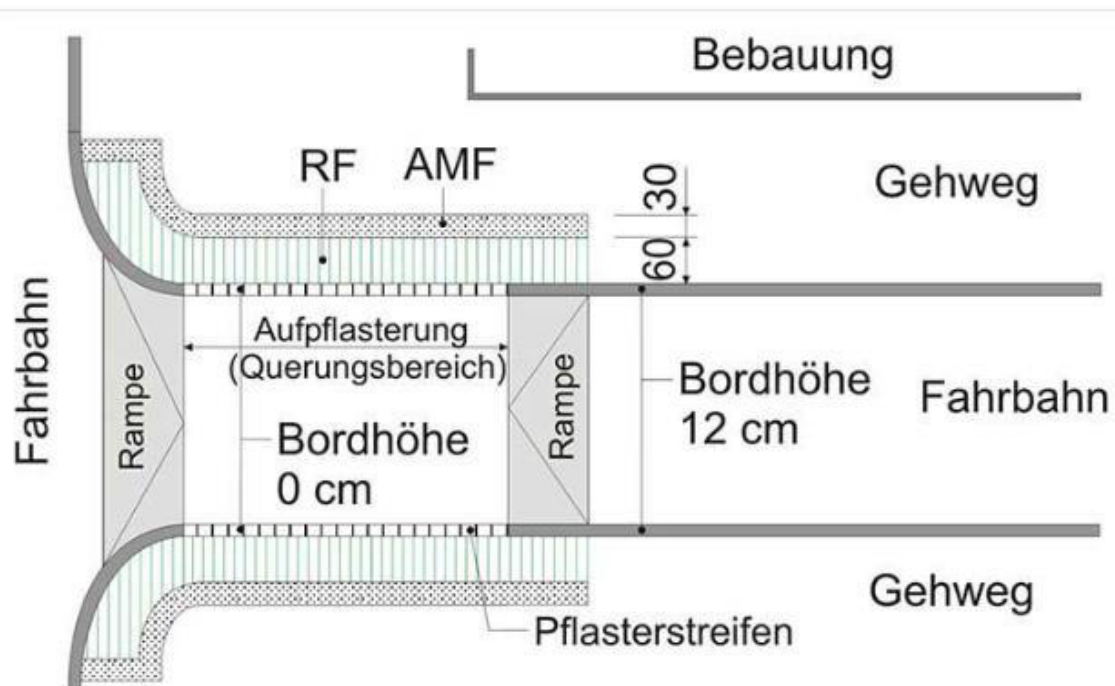 Bebauung
RF
AMF
30
Gehweg
60
Fahrbahn
Rampe
Aufpflasterung
(Querungsbereich)
Bordhöhe
0 cm
Rampe
Bordhöhe
12 cm
Fahrbahn
Gehweg
Pflasterstreifen